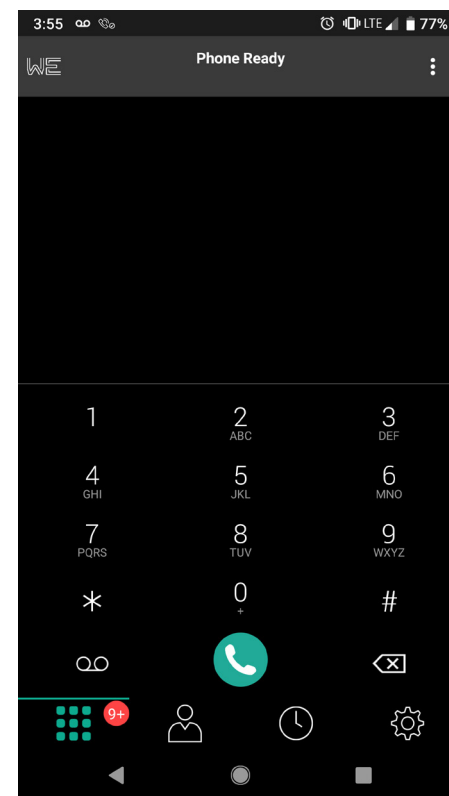 3:55 LTE 77%
WE Phone Ready
1 2 3
ABC DEF
4 5 6
GHI JKL MNO
7 8 9
PQRS TUV WXYZ
* 0 #
+
9+